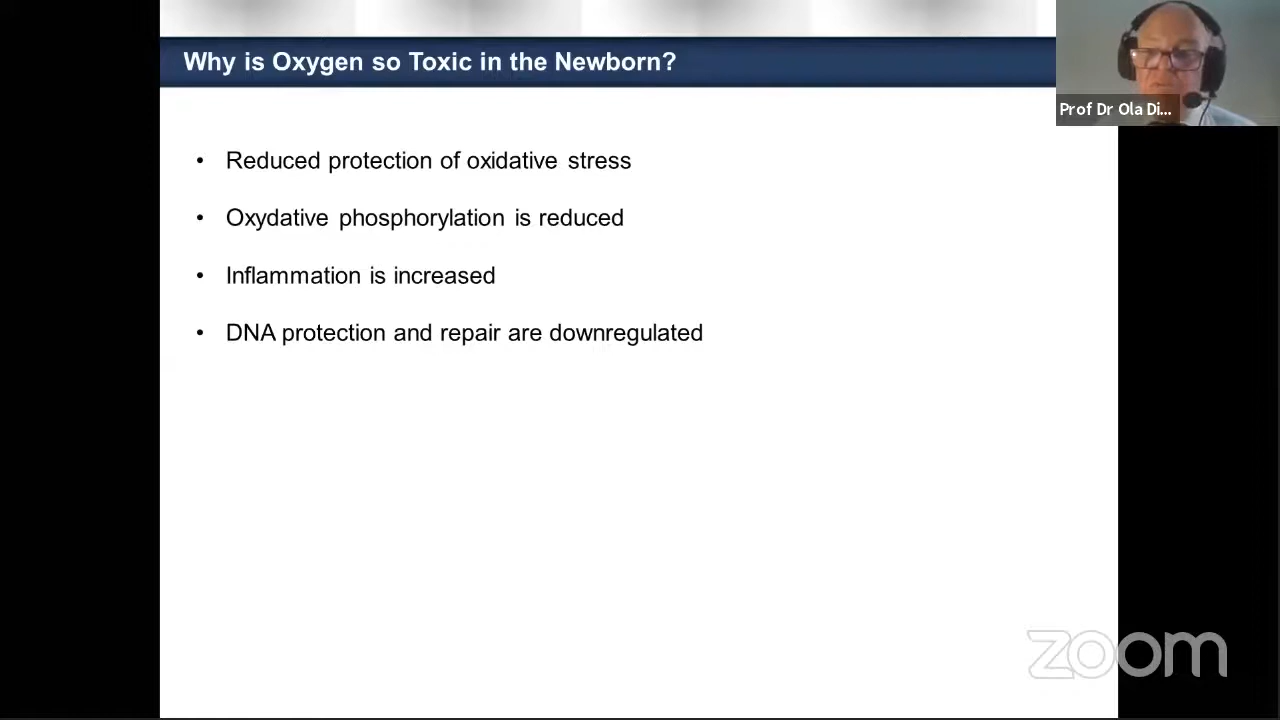 Why is Oxygen so Toxic in the Newborn?
Prof Dr Ola Di...
• Reduced protection of oxidative stress
• Oxydative phosphorylation is reduced
• Inflammation is increased
• DNA protection and repair are downregulated
zoom